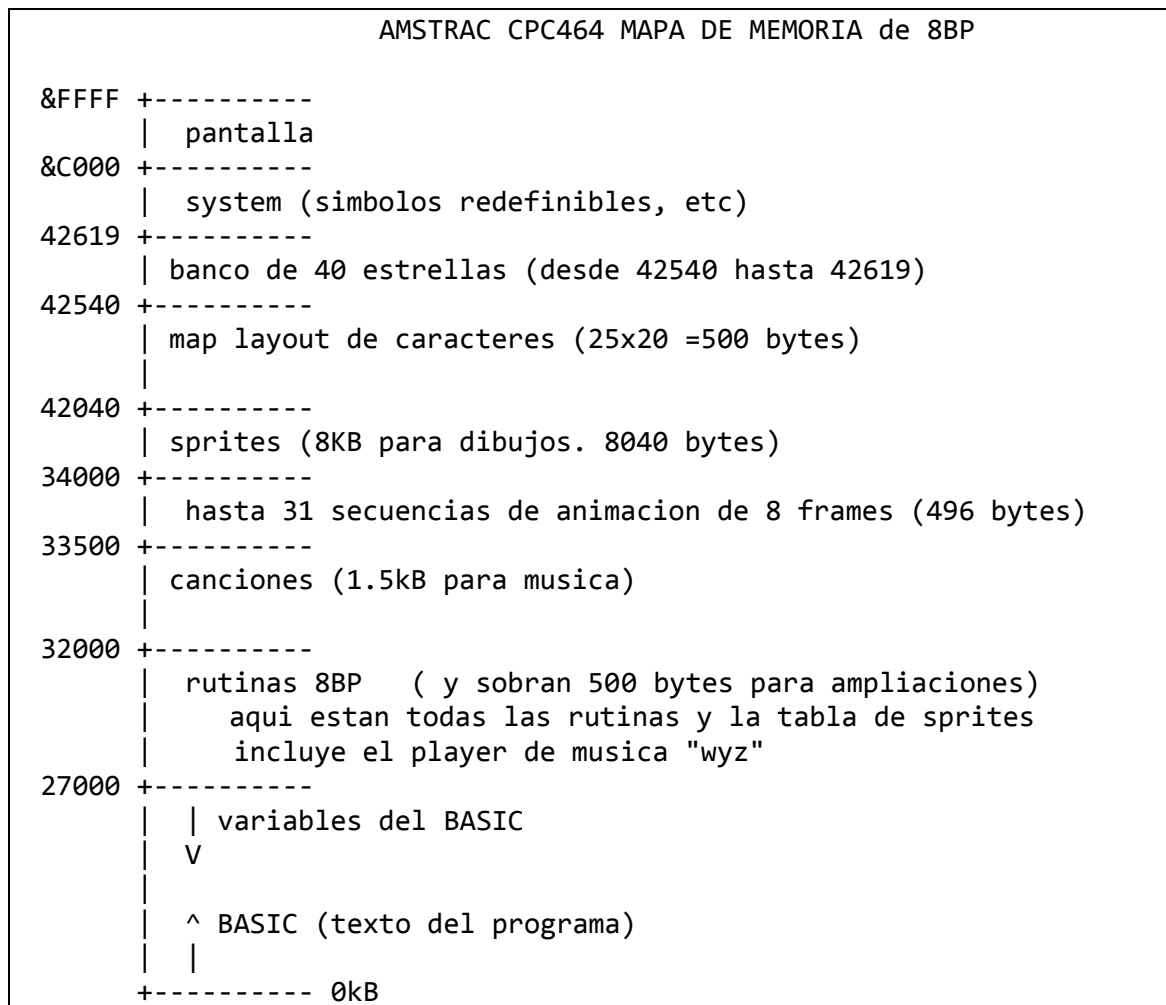 AMSTRAC CPC464 MAPA DE MEMORIA de 8BP
&FFFF +----------
| pantalla
&C000 +----------
| system (simbolos redefinibles, etc)
42619 +----------
| banco de 40 estrellas (desde 42540 hasta 42619)
42540 +----------
| map layout de caracteres (25x20 =500 bytes)
|
42040 +----------
| sprites (8KB para dibujos. 8040 bytes)
34000 +----------
| hasta 31 secuencias de animacion de 8 frames (496 bytes)
33500 +----------
| canciones (1.5kB para musica)
|
32000 +----------
| rutinas 8BP ( y sobran 500 bytes para ampliaciones)
| aqui estan todas las rutinas y la tabla de sprites
| incluye el player de musica "wyz"
27000 +----------
| | variables del BASIC
| V
|
| ^ BASIC (texto del programa)
| |
+---------- 0kB